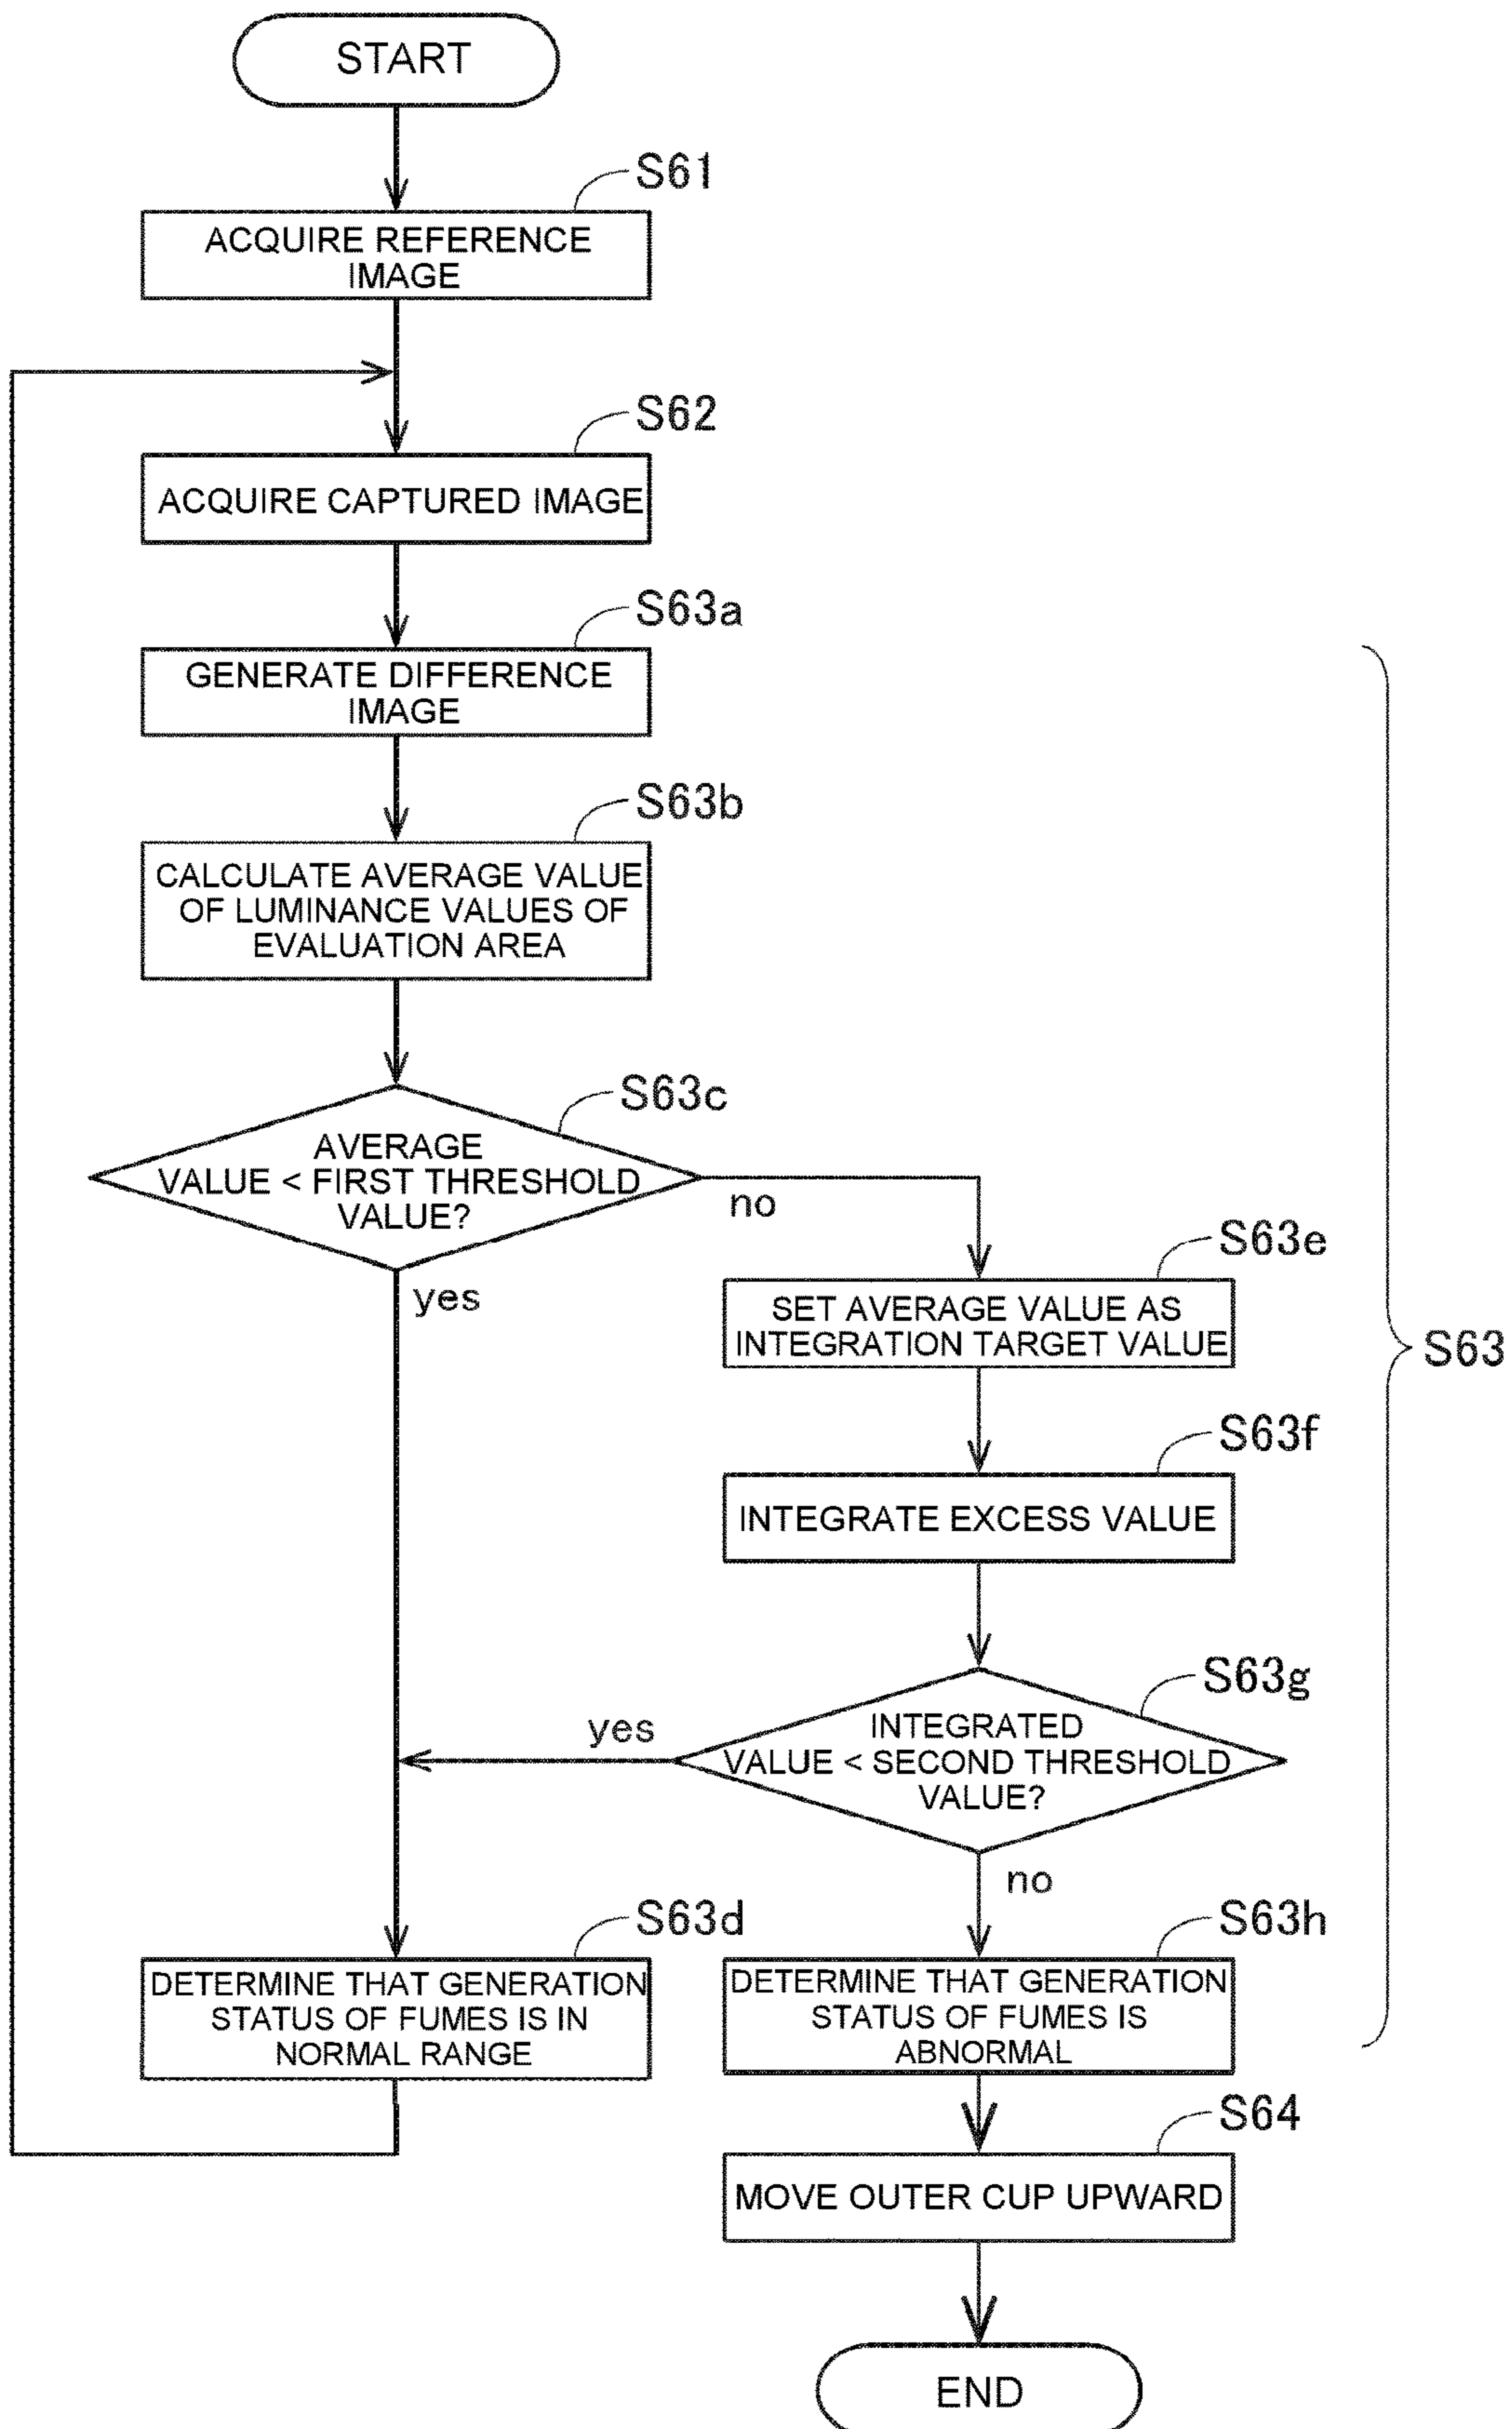 START
S61
ACQUIRE REFERENCE
IMAGE
S62
ACQUIRE CAPTURED IMAGE
S63a
GENERATE DIFFERENCE
IMAGE
S63b
CALCULATE AVERAGE VALUE
OF LUMINANCE VALUES OF
EVALUATION AREA
S63c
AVERAGE
VALUE < FIRST THRESHOLD
VALUE?
no
yes
S63e
SET AVERAGE VALUE AS
INTEGRATION TARGET VALUE
S63
S63f
INTEGRATE EXCESS VALUE
S63g
INTEGRATED
VALUE < SECOND THRESHOLD
VALUE?
yes
no
S63d
DETERMINE THAT GENERATION
STATUS OF FUMES IS IN
NORMAL RANGE
S63h
DETERMINE THAT GENERATION
STATUS OF FUMES IS
ABNORMAL
S64
MOVE OUTER CUP UPWARD
END